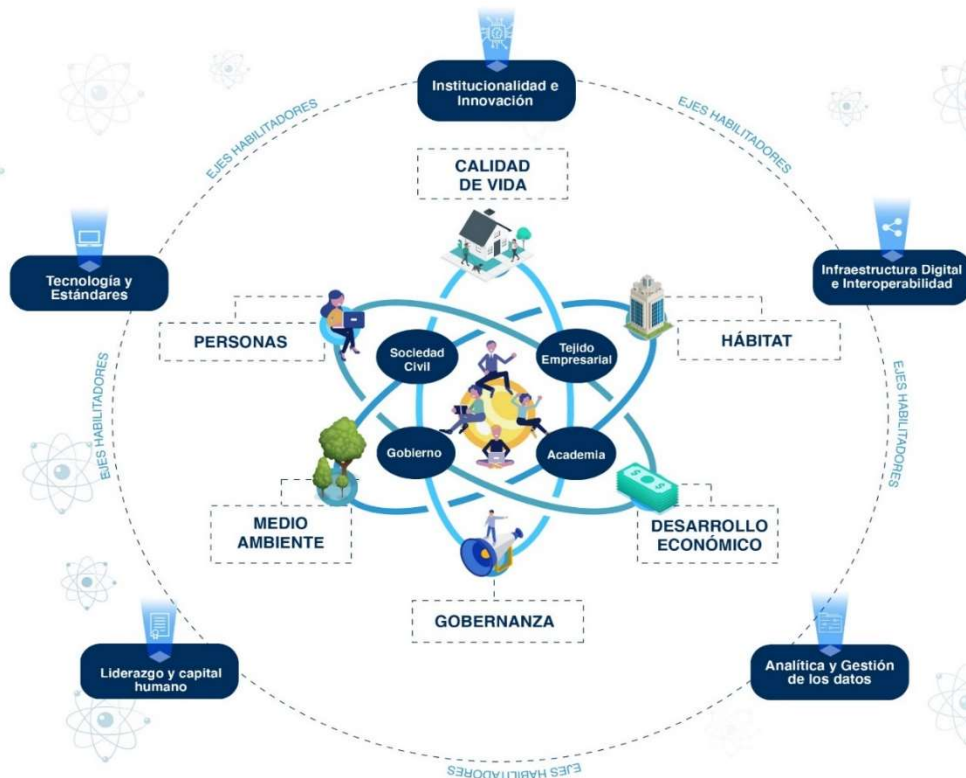 Institucionalidad e
Innovación
EJES HABILITADORES
EJES HABILITADORES
CALIDAD
DE VIDA
Tecnología y
Estándares
Infraestructura Digital
e Interoperabilidad
PERSONAS
HÁBITAT
Sociedad
Civil
Tejido
Empresarial
EJES HABILITADORES
EJES HABILITADORES
Gobierno
Academia
MEDIO
AMBIENTE
DESARROLLO
ECONÓMICO
GOBERNANZA
Liderazgo y capital
humano
Analítica y Gestión
de los datos
EJES HABILITADORES